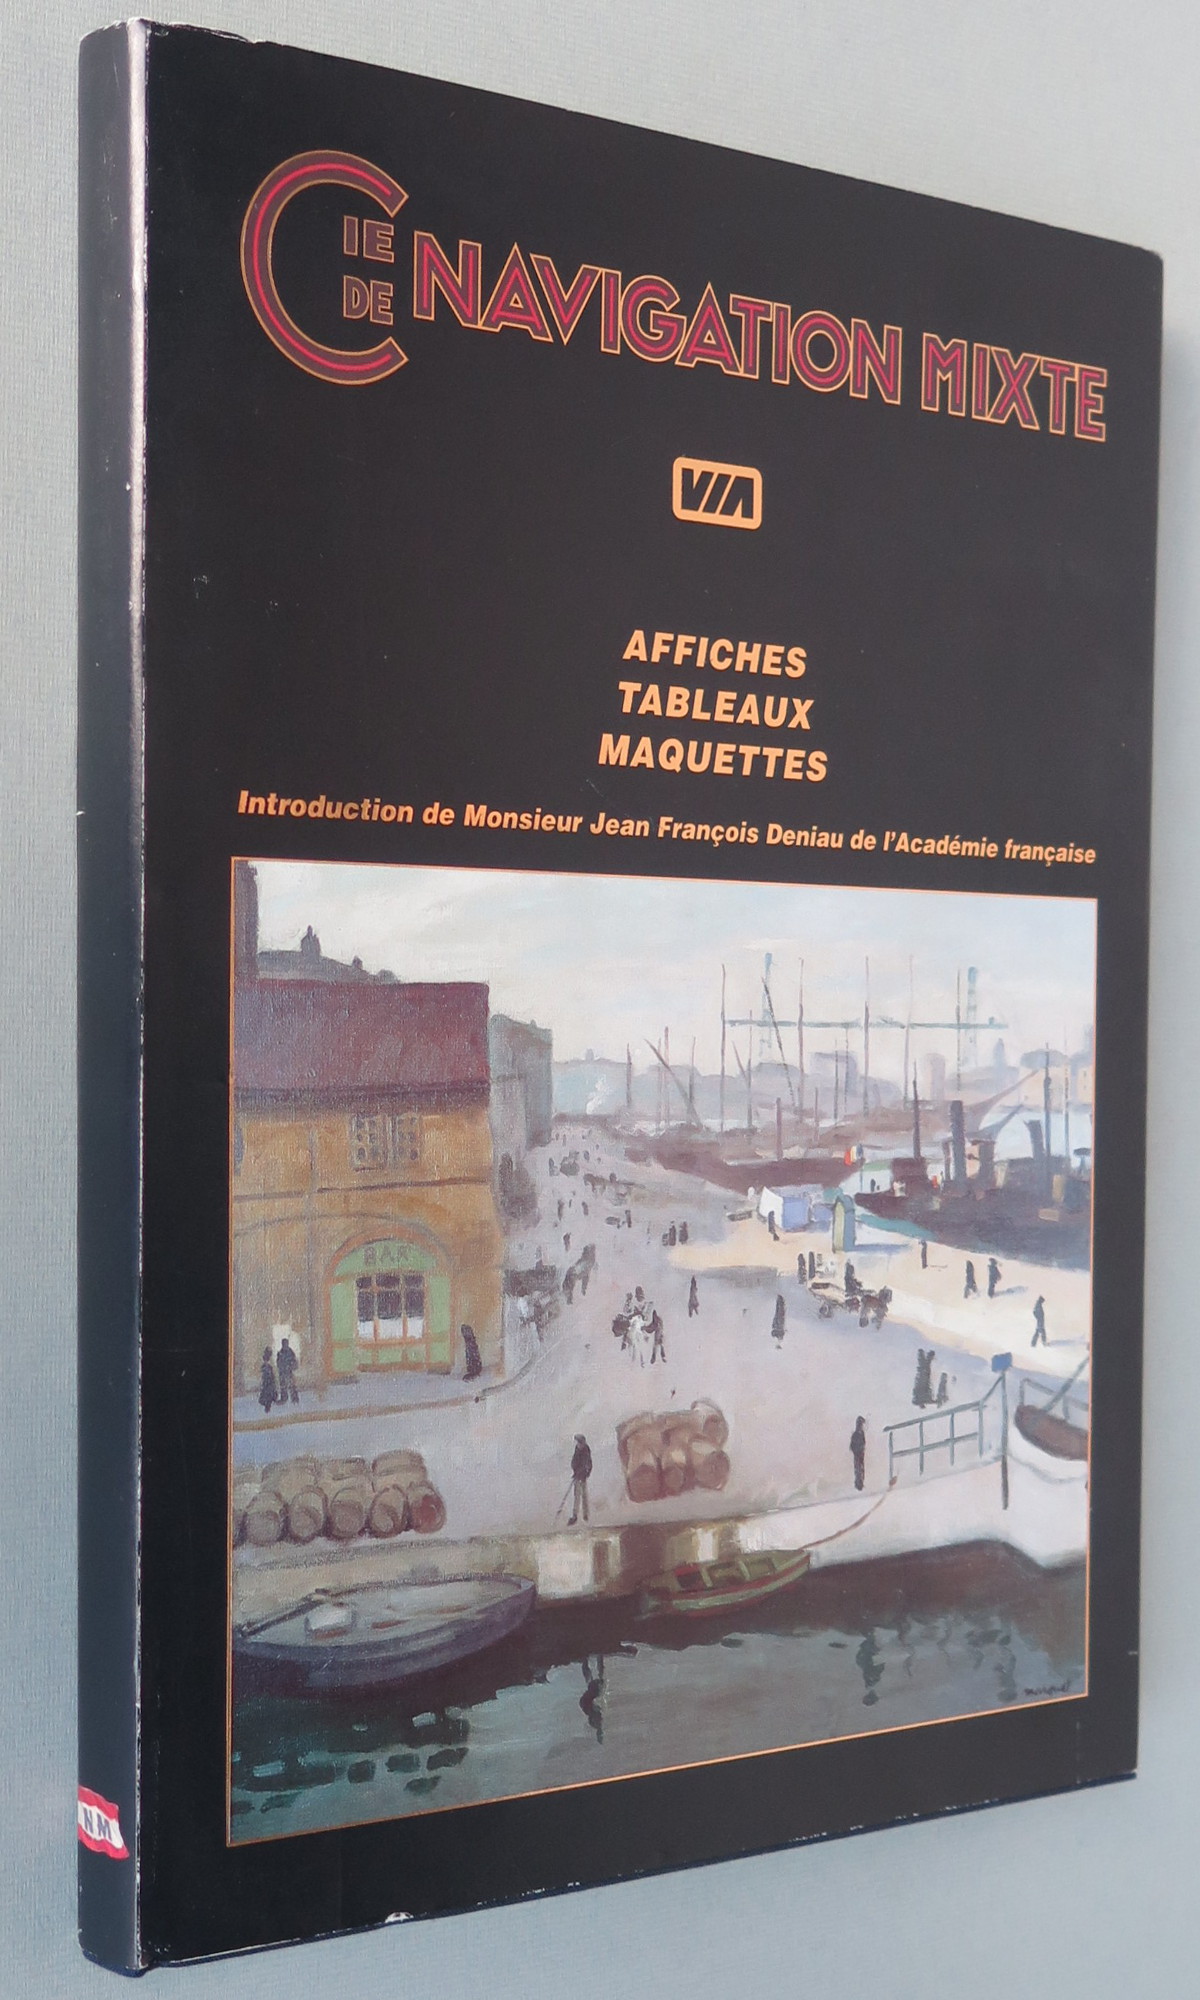 CIE DE NAVIGATION MIXTE
VIA
AFFICHES
TABLEAUX
MAQUETTES
Introduction de Monsieur Jean François Deniau de l'Académie française
BAR
marquet
NM